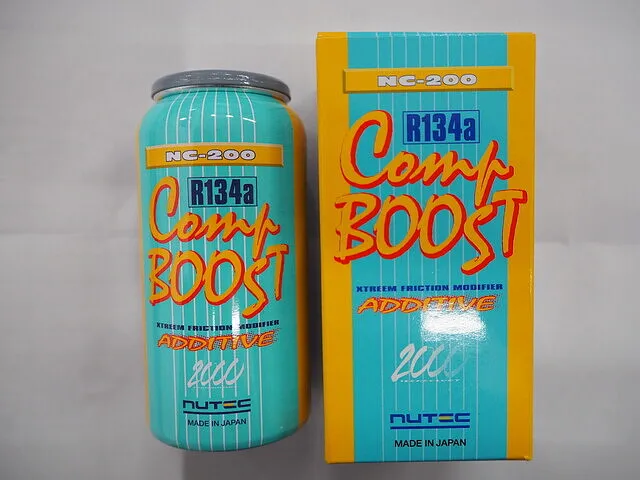 NC-200
R134a
Comp
BOOST
XTREEM FRICTION MODIFIER
ADDITIVE
2000
NUTEC
MADE IN JAPAN
NC-200
R134a
Comp
BOOST
XTREEM FRICTION MODIFIER
ADDITIVE
2000
NUTEC
MADE IN JAPAN